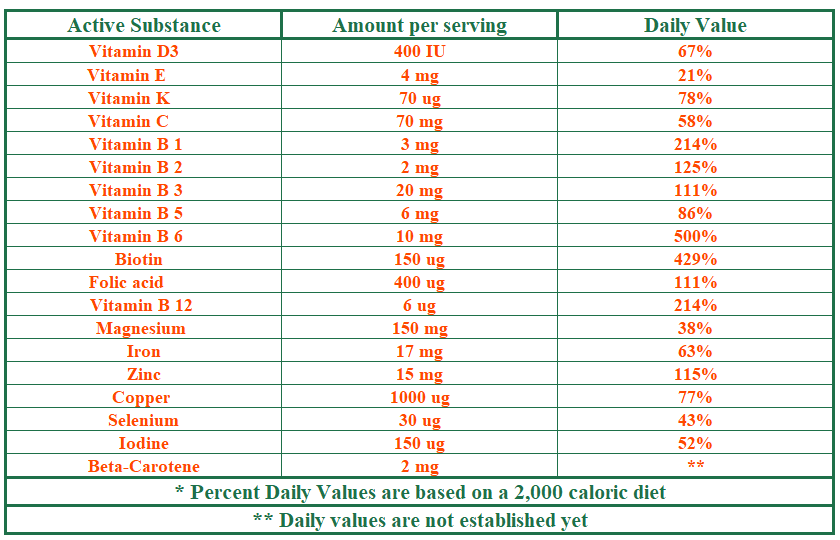 Active Substance Amount per serving Daily Value
Vitamin D3 400 IU 67%
Vitamin E 4 mg 21%
Vitamin K 70 ug 78%
Vitamin C 70 mg 58%
Vitamin B 1 3 mg 214%
Vitamin B 2 2 mg 125%
Vitamin B 3 20 mg 111%
Vitamin B 5 6 mg 86%
Vitamin B 6 10 mg 500%
Biotin 150 ug 429%
Folic acid 400 ug 111%
Vitamin B 12 6 ug 214%
Magnesium 150 mg 38%
Iron 17 mg 63%
Zinc 15 mg 115%
Copper 1000 ug 77%
Selenium 30 ug 43%
Iodine 150 ug 52%
Beta-Carotene 2 mg **
* Percent Daily Values are based on a 2,000 caloric diet
** Daily values are not established yet